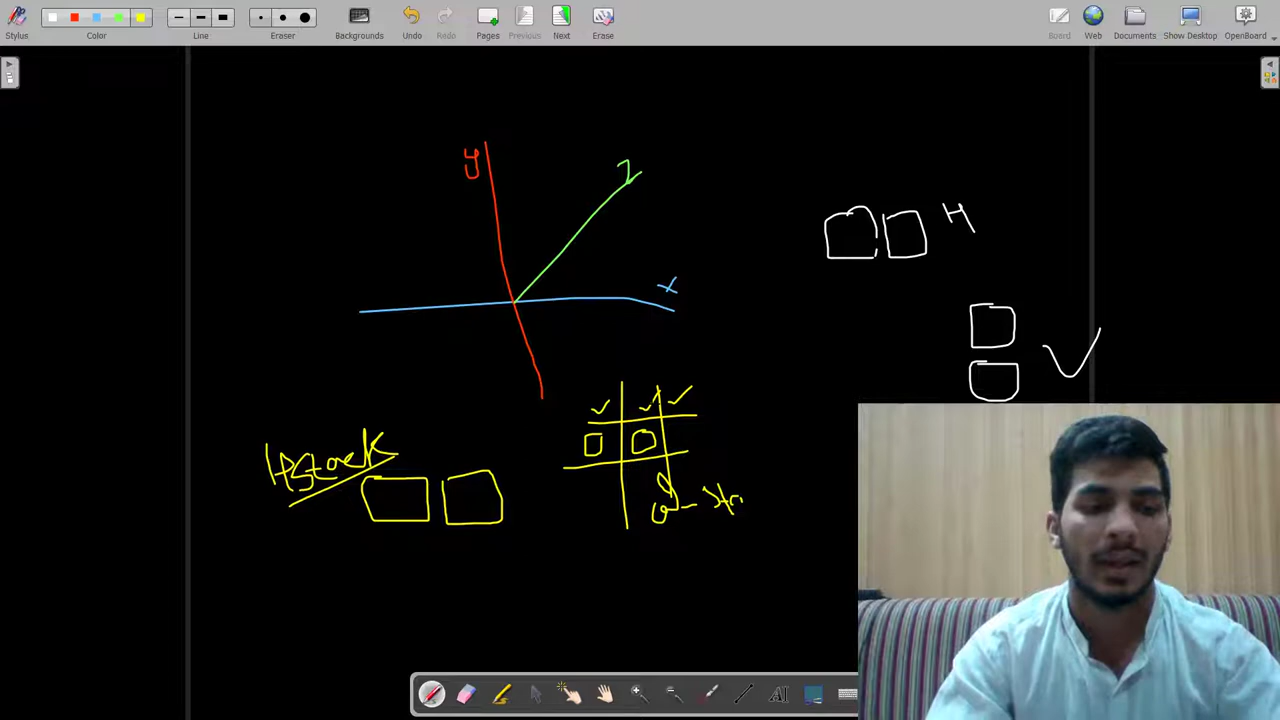 Stylus Color Line Eraser Backgrounds Undo Redo Pages Previous Next Erase Board Web Documents Show Desktop OpenBoard
y
z
H
x
HStack